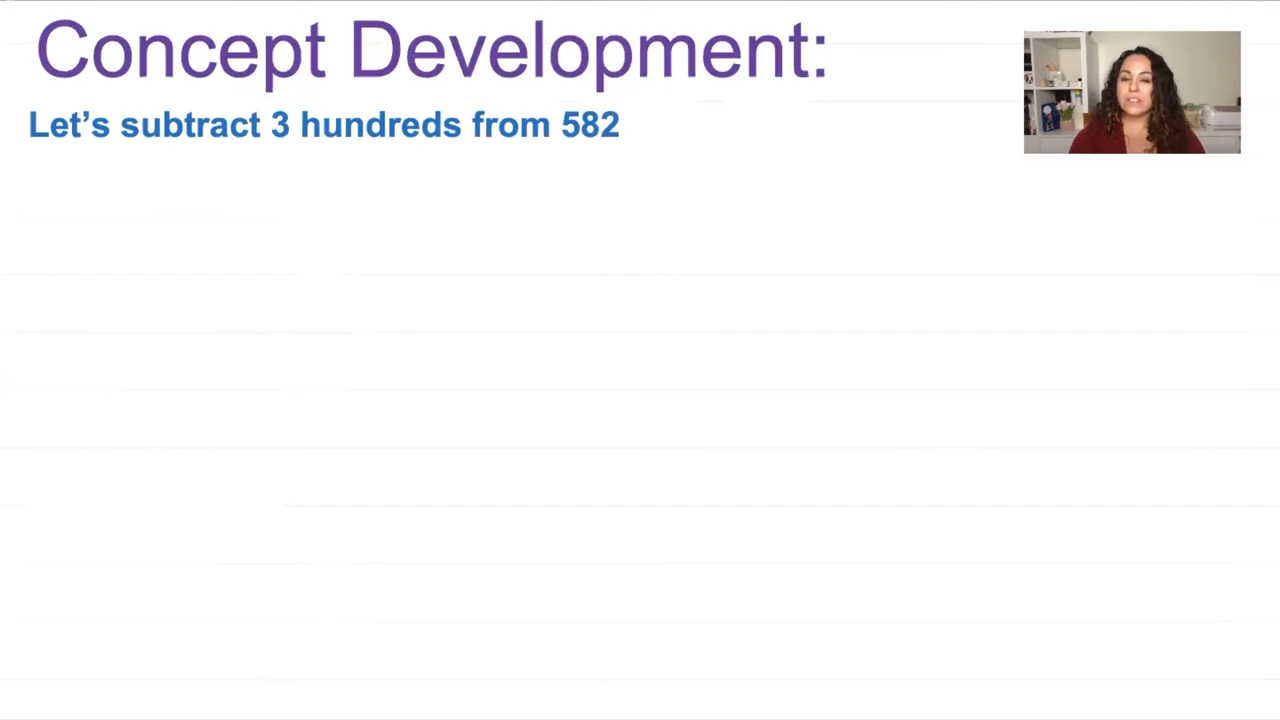 Concept Development:
Let’s subtract 3 hundreds from 582